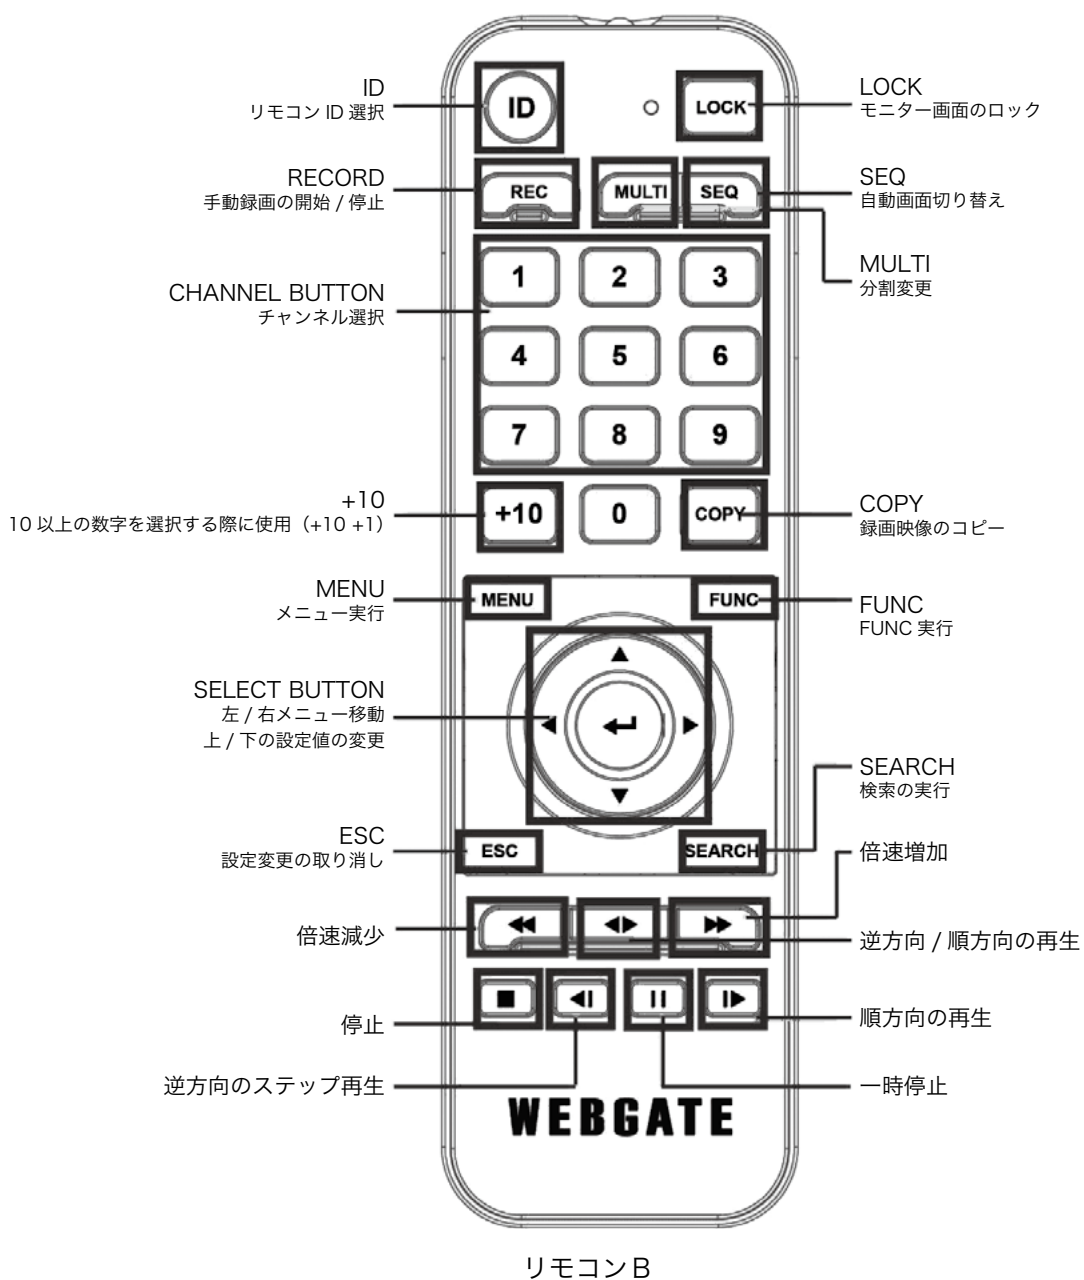 ID
リモコン ID 選択
RECORD
手動録画の開始 / 停止
CHANNEL BUTTON
チャンネル選択
+10
10 以上の数字を選択する際に使用（+10 +1）
MENU
メニュー実行
SELECT BUTTON
左 / 右メニュー移動
上 / 下の設定値の変更
ESC
設定変更の取り消し
倍速減少
停止
逆方向のステップ再生
ID
LOCK
REC
MULTI
SEQ
1
2
3
4
5
6
7
8
9
+10
0
COPY
MENU
FUNC
ESC
SEARCH
WEBGATE
LOCK
モニター画面のロック
SEQ
自動画面切り替え
MULTI
分割変更
COPY
録画映像のコピー
FUNC
FUNC 実行
SEARCH
検索の実行
倍速増加
逆方向 / 順方向の再生
順方向の再生
一時停止
リモコン B